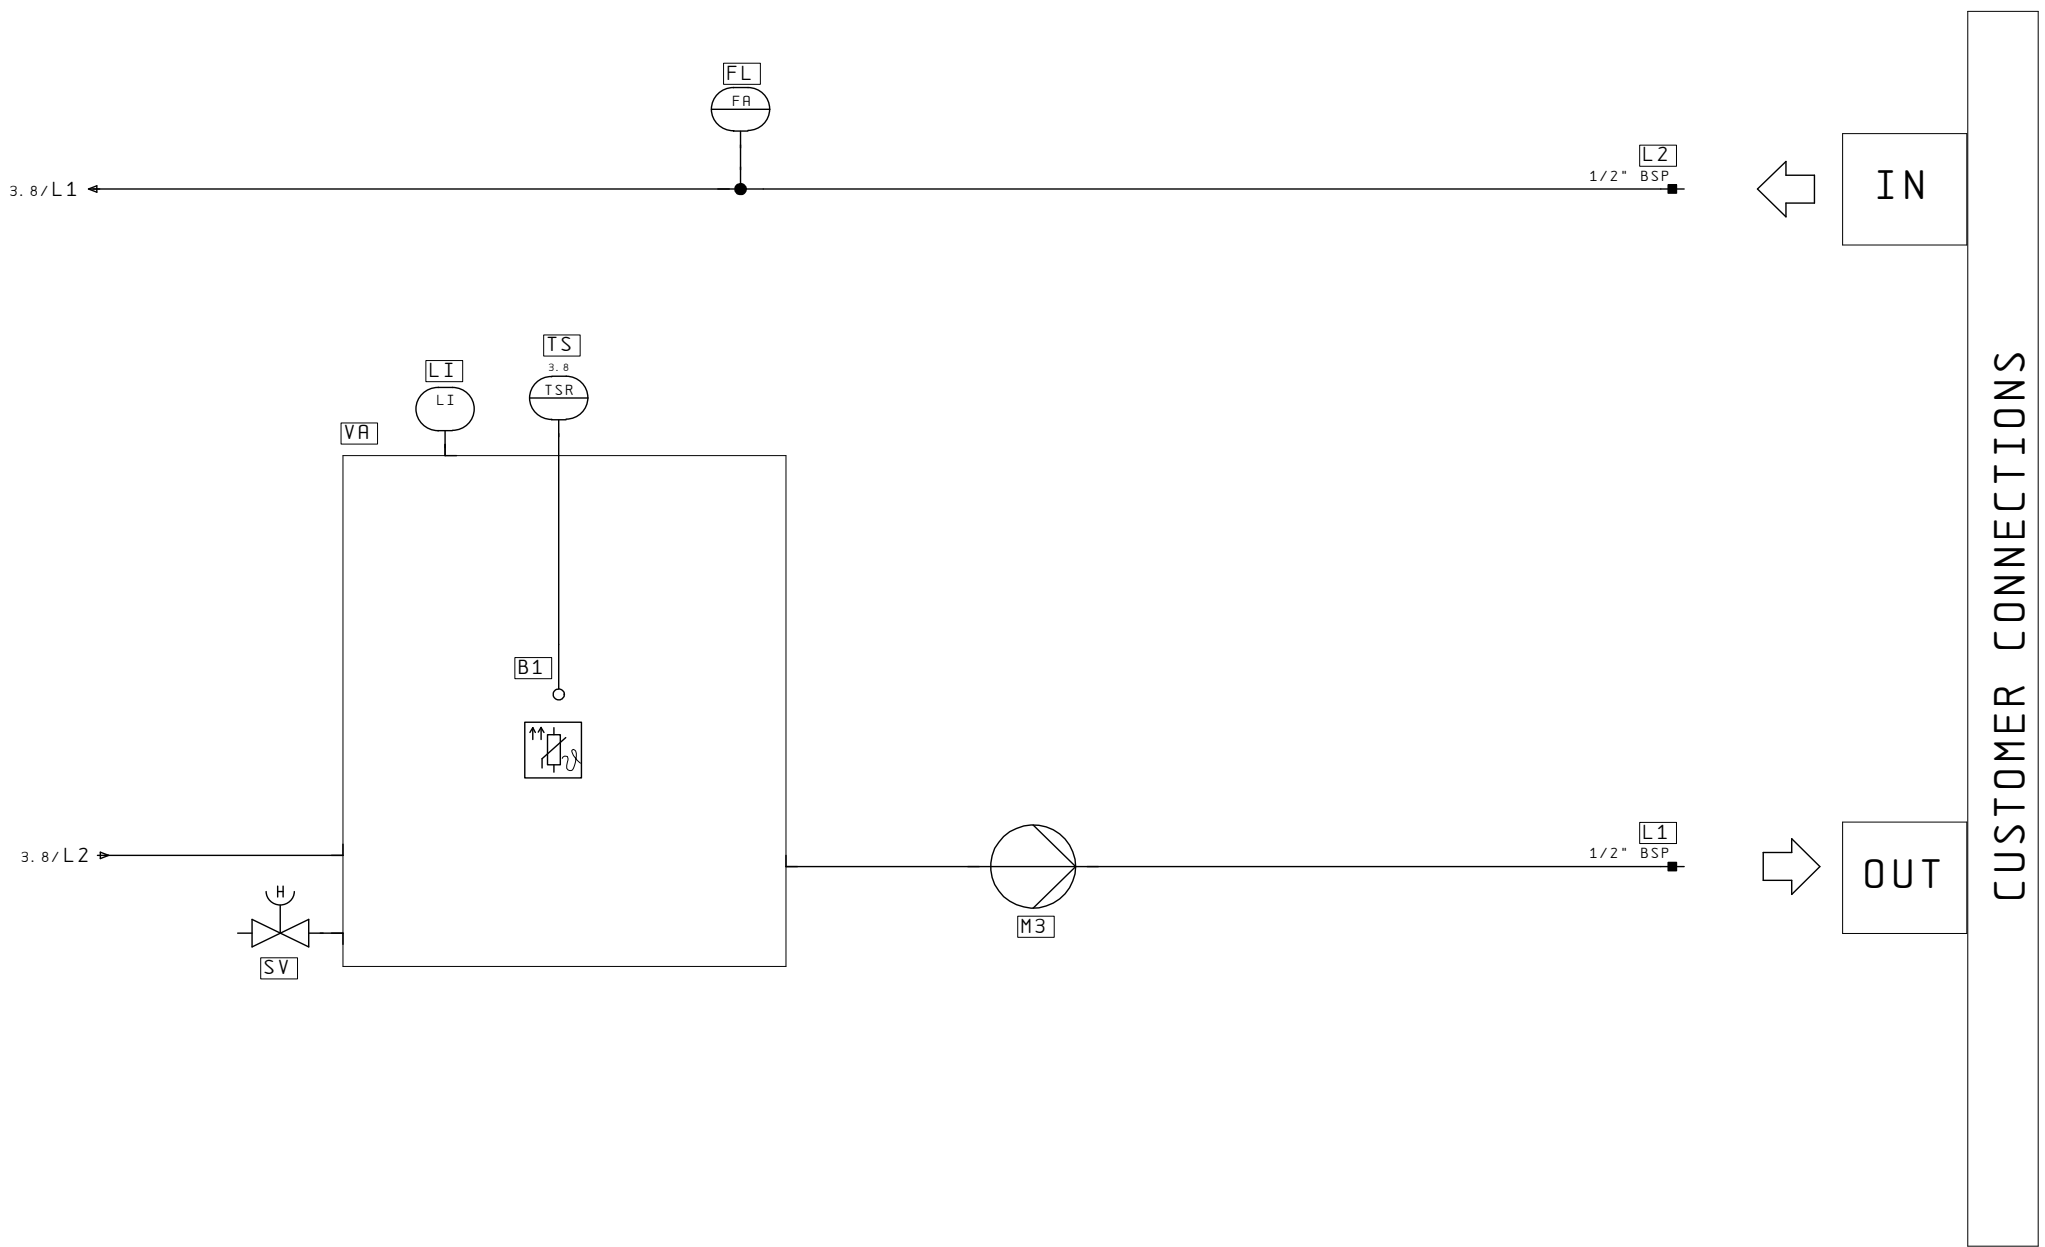 FL
FA
L2
1/2" BSP
3.8/L1
IN
TS
3.8
TSR
LI
LI
VA
B1
CUSTOMER CONNECTIONS
L1
1/2" BSP
3.8/L2
OUT
H
M3
SV